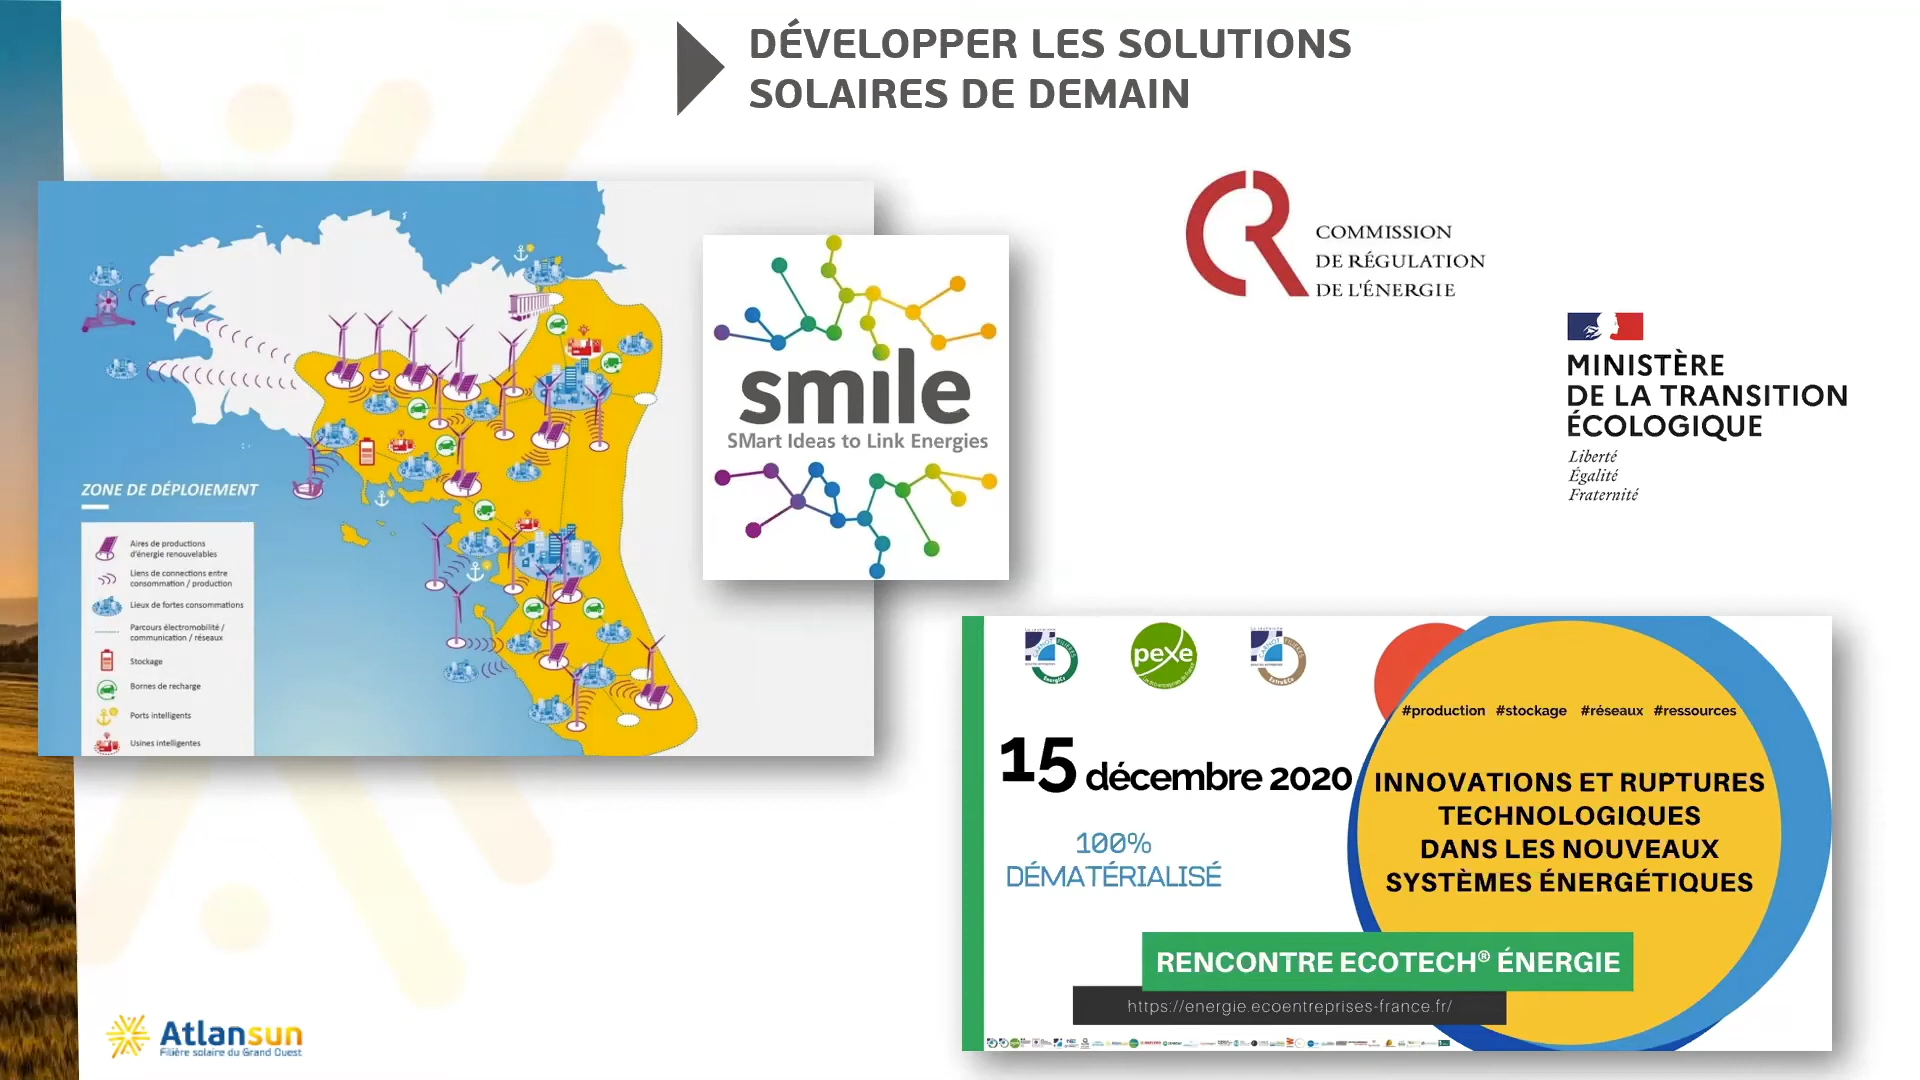 DÉVELOPPER LES SOLUTIONS
SOLAIRES DE DEMAIN
ZONE DE DÉPLOIEMENT
Aires de productions
d'énergie renouvelables
Liens de connections entre
consommation / production
Lieux de fortes consommations
Parcours électromobilité /
communication / réseaux
Stockage
Bornes de recharge
Ports intelligents
Usines intelligentes
smile
SMart Ideas to Link Energies
COMMISSION
DE RÉGULATION
DE L'ÉNERGIE
MINISTÈRE
DE LA TRANSITION
ÉCOLOGIQUE
Liberté
Égalité
Fraternité
pexe
#production #stockage #réseaux #ressources
15 décembre 2020
100%
DÉMATÉRIALISÉ
INNOVATIONS ET RUPTURES
TECHNOLOGIQUES
DANS LES NOUVEAUX
SYSTÈMES ÉNERGÉTIQUES
RENCONTRE ECOTECH® ÉNERGIE
https://energie.ecoentreprises-france.fr/
Atlansun
Filière solaire du Grand Ouest